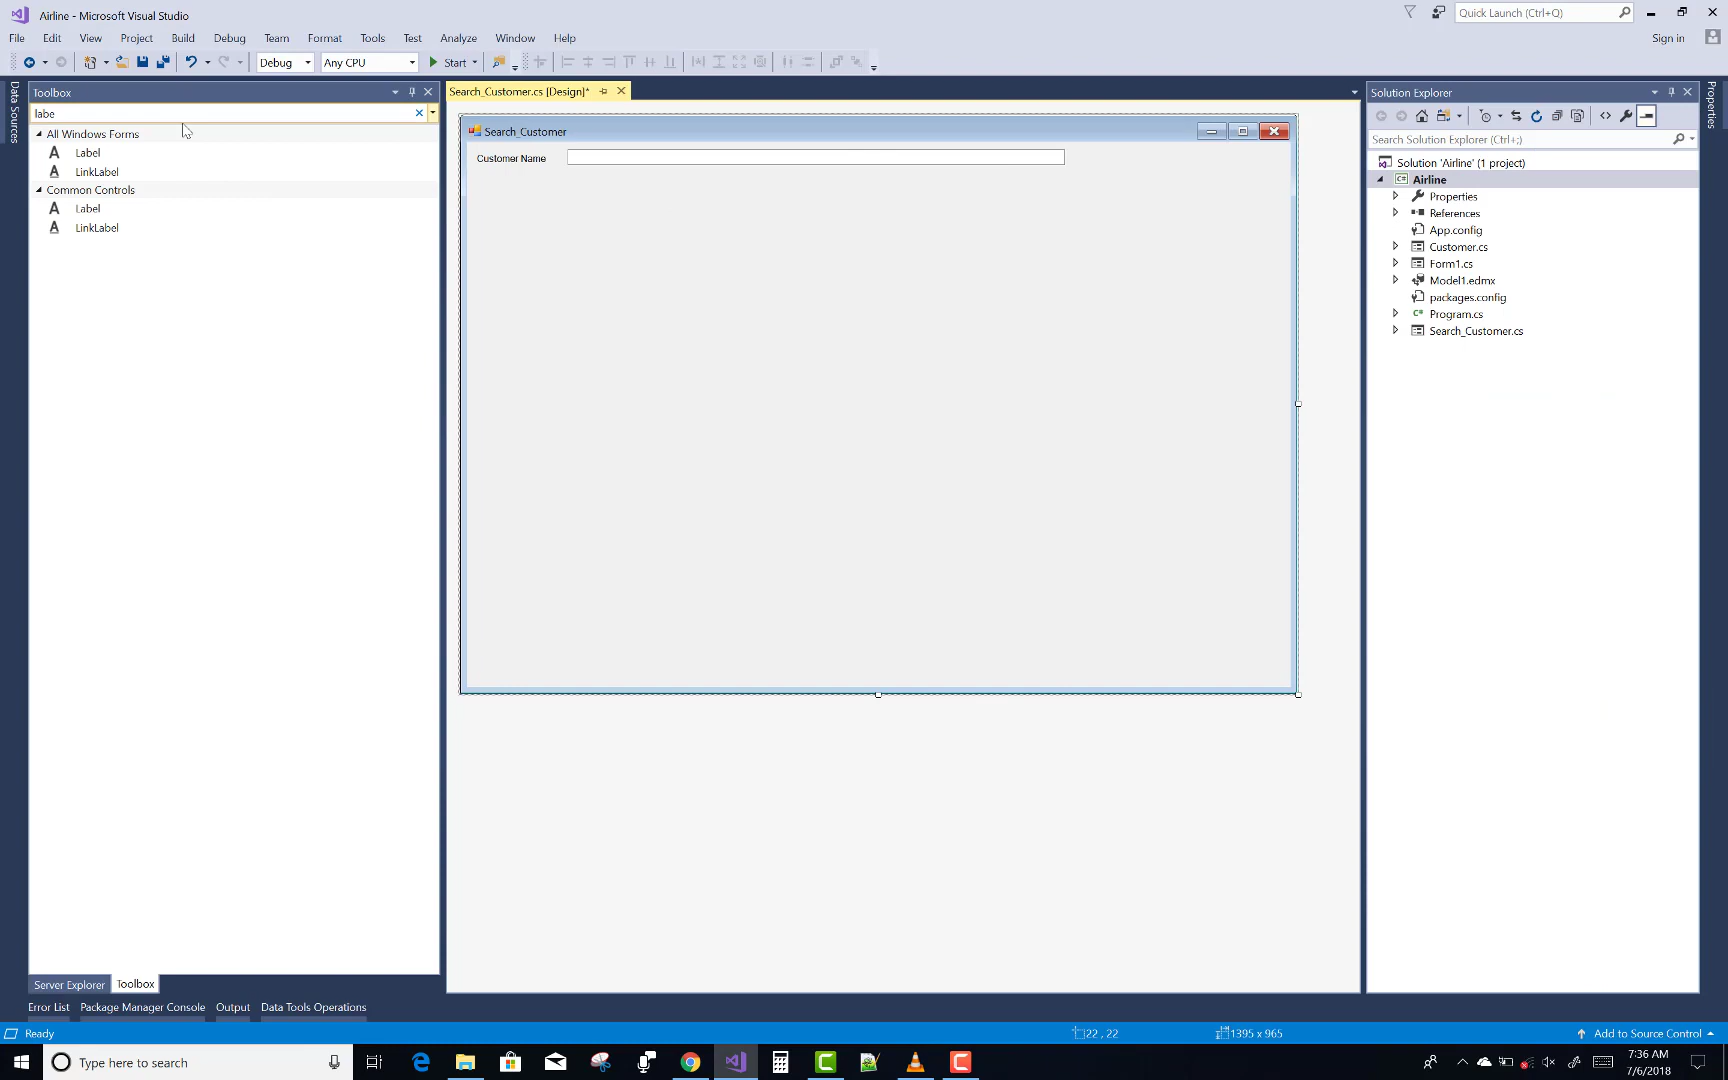 Airline - Microsoft Visual Studio
Quick Launch (Ctrl+Q)
File Edit View Project Build Debug Team Format Tools Test Analyze Window Help
Sign in
Debug Any CPU Start
Data Sources
Toolbox
labe
All Windows Forms
Label
LinkLabel
Common Controls
Label
LinkLabel
Search_Customer.cs [Design]*
Search_Customer
Customer Name
Solution Explorer
Search Solution Explorer (Ctrl+;)
Solution 'Airline' (1 project)
Airline
Properties
References
App.config
Customer.cs
Form1.cs
Model1.edmx
packages.config
Program.cs
Search_Customer.cs
Properties
Server Explorer Toolbox
Error List Package Manager Console Output Data Tools Operations
Ready
22 , 22
1395 x 965
Add to Source Control
Type here to search
7:36 AM
7/6/2018